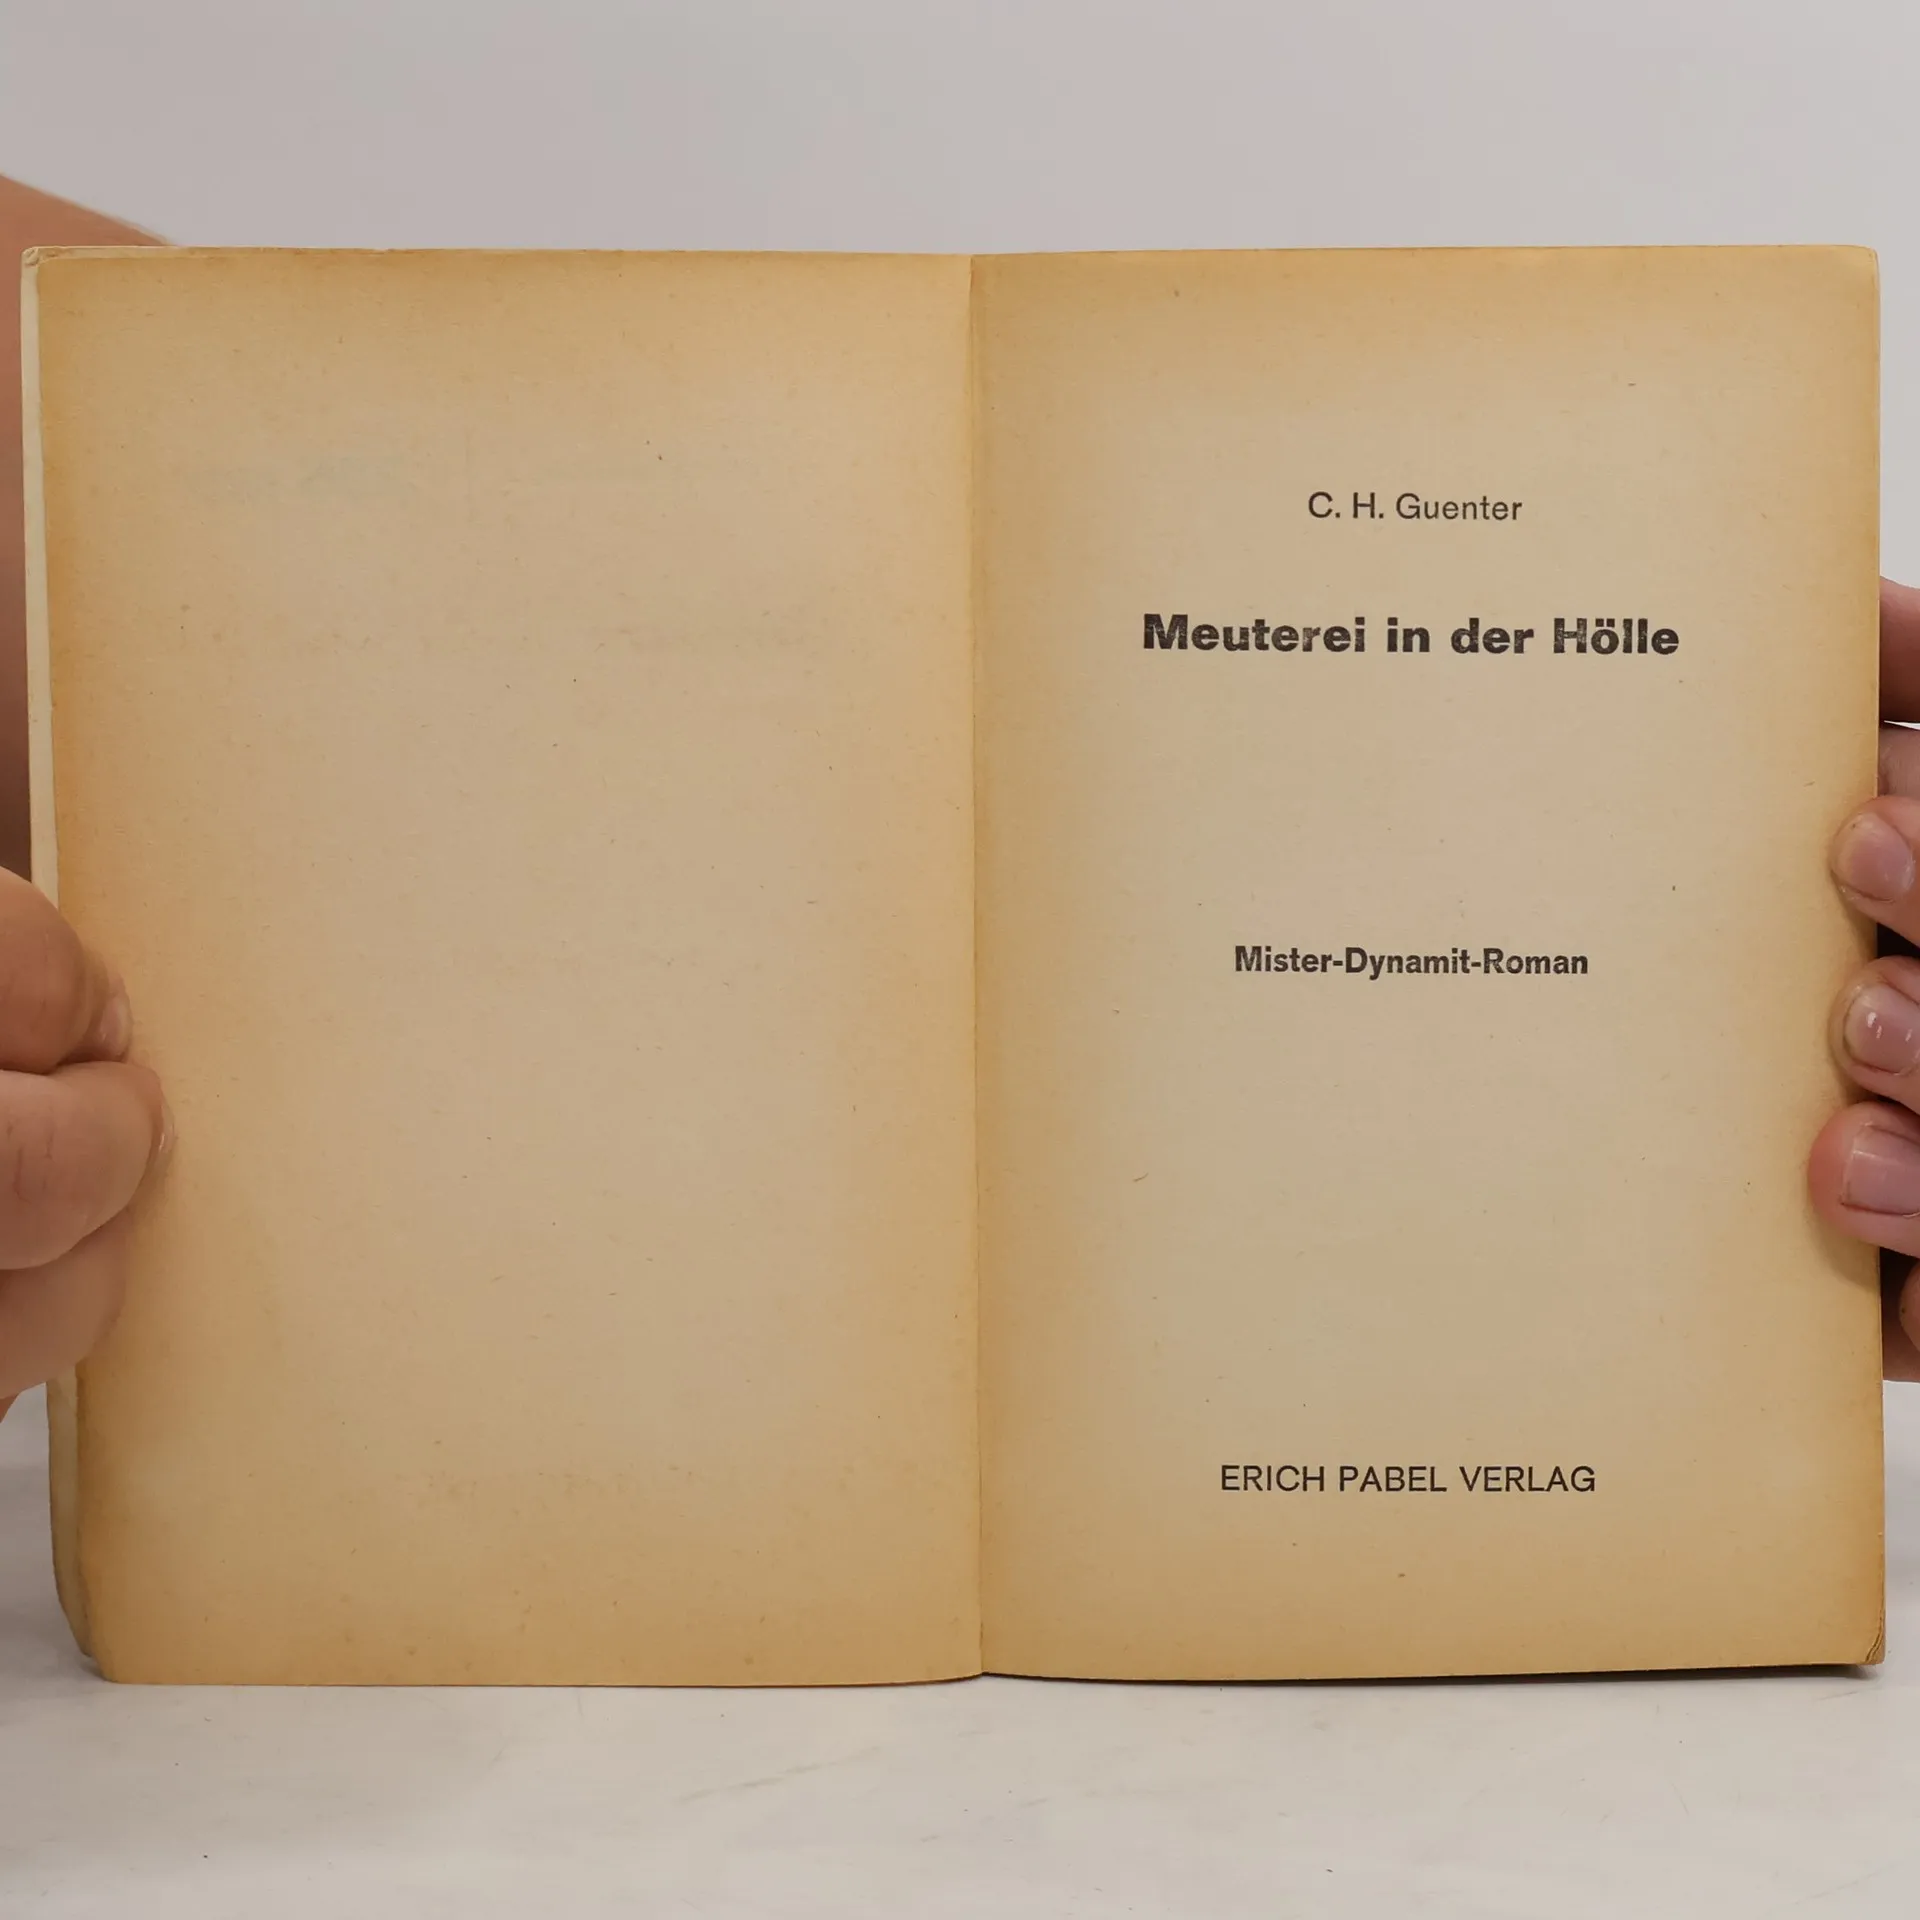 C. H. Guenter
Meuterei in der Hölle
Mister-Dynamit-Roman
ERICH PABEL VERLAG